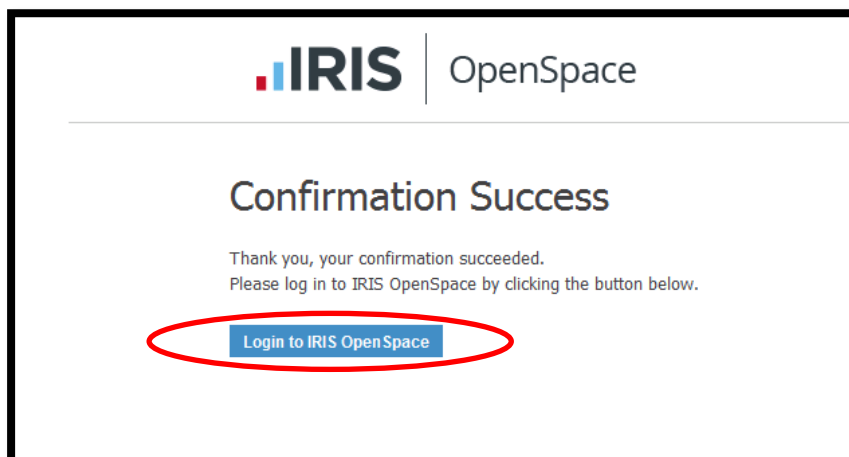 IRIS OpenSpace
Confirmation Success
Thank you, your confirmation succeeded.
Please log in to IRIS OpenSpace by clicking the button below.
Login to IRIS OpenSpace